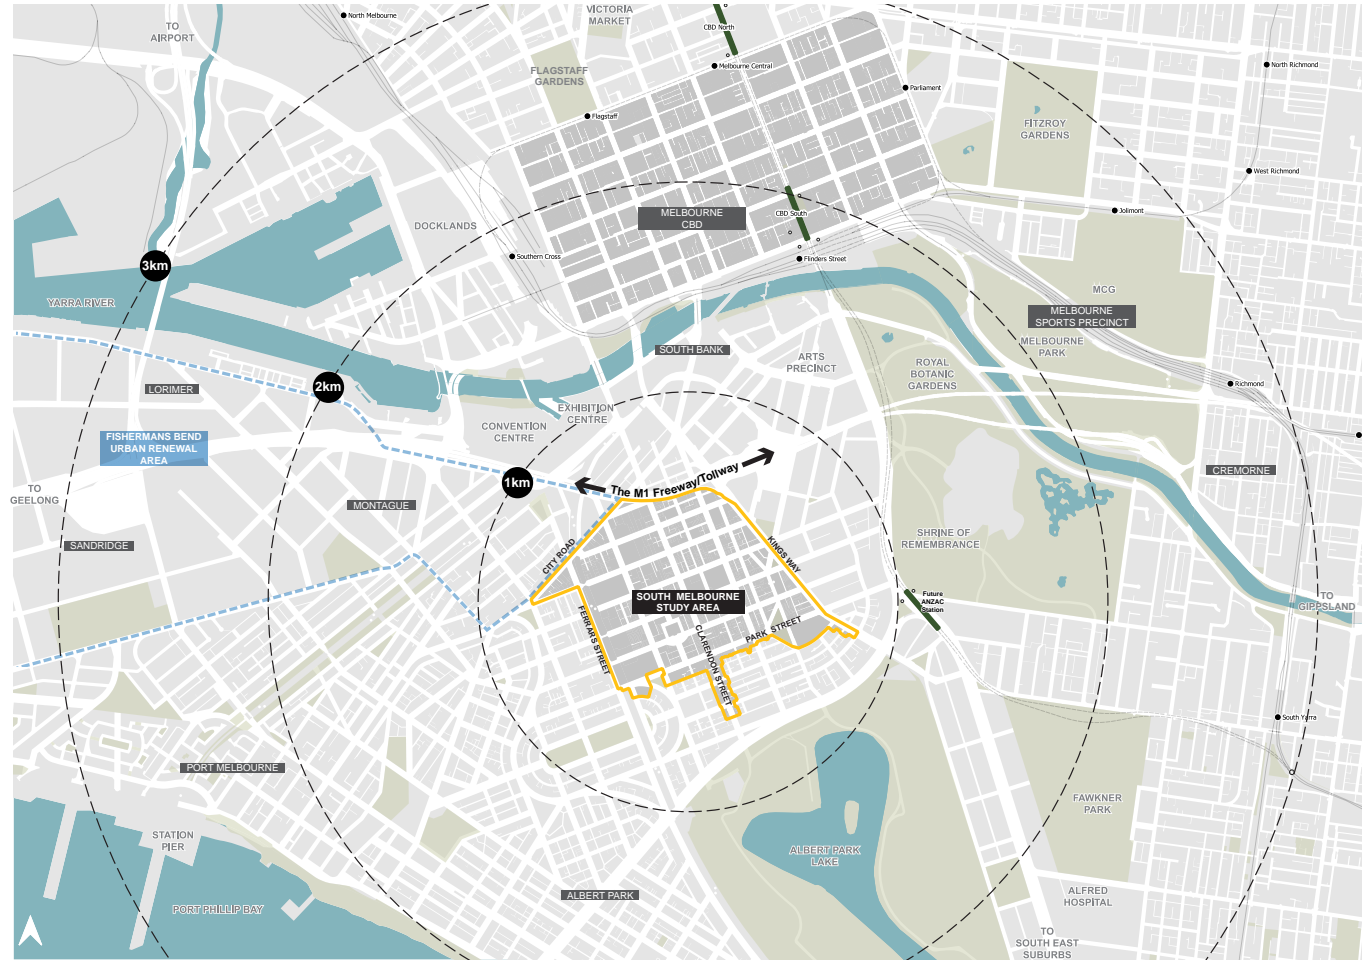 VICTORIA
MARKET
North Melbourne
TO
AIRPORT
CBD North
Melbourne Central
North Richmond
FLAGSTAFF
GARDENS
Parliament
Flagstaff
FITZROY
GARDENS
West Richmond
MELBOURNE
CBD
CBD South
Jolimont
DOCKLANDS
Southern Cross
Flinders Street
3km
MCG
YARRA RIVER
MELBOURNE
SPORTS PRECINCT
MELBOURNE
PARK
SOUTH BANK
ARTS
PRECINCT
ROYAL
BOTANIC
GARDENS
LORIMER
2km
Richmond
EXHIBITION
CENTRE
CONVENTION
CENTRE
FISHERMANS BEND
URBAN RENEWAL
AREA
The M1 Freeway/Tollway
CREMORNE
1km
TO
GEELONG
MONTAGUE
SANDRIDGE
CITY ROAD
KINGS WAY
SHRINE OF
REMEMBRANCE
SOUTH MELBOURNE
STUDY AREA
Future
ANZAC
Station
TO
GIPPSLAND
FERRARS STREET
CLARENDON STREET
PARK STREET
South Yarra
PORT MELBOURNE
FAWKNER
PARK
STATION
PIER
ALBERT PARK
LAKE
ALBERT PARK
ALFRED
HOSPITAL
PORT PHILLIP BAY
TO
SOUTH EAST
SUBURBS